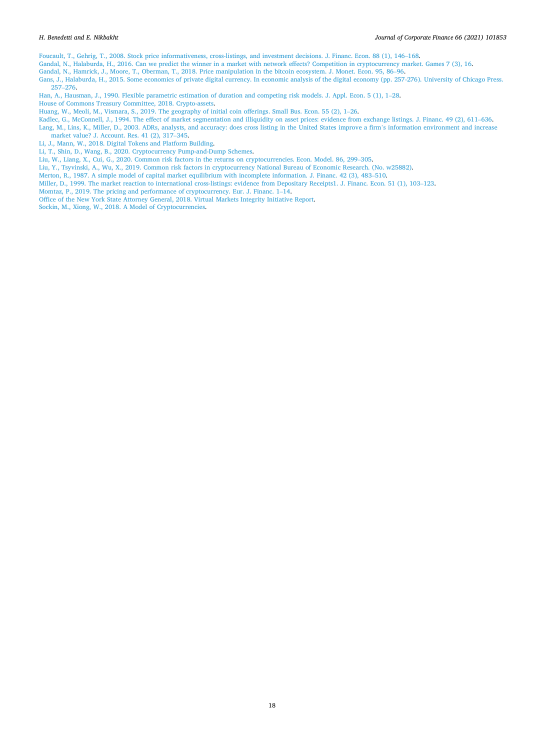 H. Benedetti and E. Nikbakht
Journal of Corporate Finance 66 (2021) 101853
Foucault, T., Gehrig, T., 2008. Stock price informativeness, cross-listings, and investment decisions. J. Financ. Econ. 88 (1), 146–168.
Gandal, N., Halaburda, H., 2016. Can we predict the winner in a market with network effects? Competition in cryptocurrency market. Games 7 (3), 16.
Gandal, N., Hamrick, J., Moore, T., Oberman, T., 2018. Price manipulation in the bitcoin ecosystem. J. Monet. Econ. 95, 86–96.
Gans, J., Halaburda, H., 2015. Some economics of private digital currency. In economic analysis of the digital economy (pp. 257-276). University of Chicago Press.
257–276.
Han, A., Hausman, J., 1990. Flexible parametric estimation of duration and competing risk models. J. Appl. Econ. 5 (1), 1–28.
House of Commons Treasury Committee, 2018. Crypto-assets.
Huang, W., Meoli, M., Vismara, S., 2019. The geography of initial coin offerings. Small Bus. Econ. 55 (2), 1–26.
Kadlec, G., McConnell, J., 1994. The effect of market segmentation and illiquidity on asset prices: evidence from exchange listings. J. Financ. 49 (2), 611–636.
Lang, M., Lins, K., Miller, D., 2003. ADRs, analysts, and accuracy: does cross listing in the United States improve a firm's information environment and increase
market value? J. Account. Res. 41 (2), 317–345.
Li, J., Mann, W., 2018. Digital Tokens and Platform Building.
Li, T., Shin, D., Wang, B., 2020. Cryptocurrency Pump-and-Dump Schemes.
Liu, W., Liang, X., Cui, G., 2020. Common risk factors in the returns on cryptocurrencies. Econ. Model. 86, 299–305.
Liu, Y., Tsyvinski, A., Wu, X., 2019. Common risk factors in cryptocurrency National Bureau of Economic Research. (No. w25882).
Merton, R., 1987. A simple model of capital market equilibrium with incomplete information. J. Financ. 42 (3), 483–510.
Miller, D., 1999. The market reaction to international cross-listings: evidence from Depositary Receipts1. J. Financ. Econ. 51 (1), 103–123.
Momtaz, P., 2019. The pricing and performance of cryptocurrency. Eur. J. Financ. 1–14.
Office of the New York State Attorney General, 2018. Virtual Markets Integrity Initiative Report.
Sockin, M., Xiong, W., 2018. A Model of Cryptocurrencies.
18